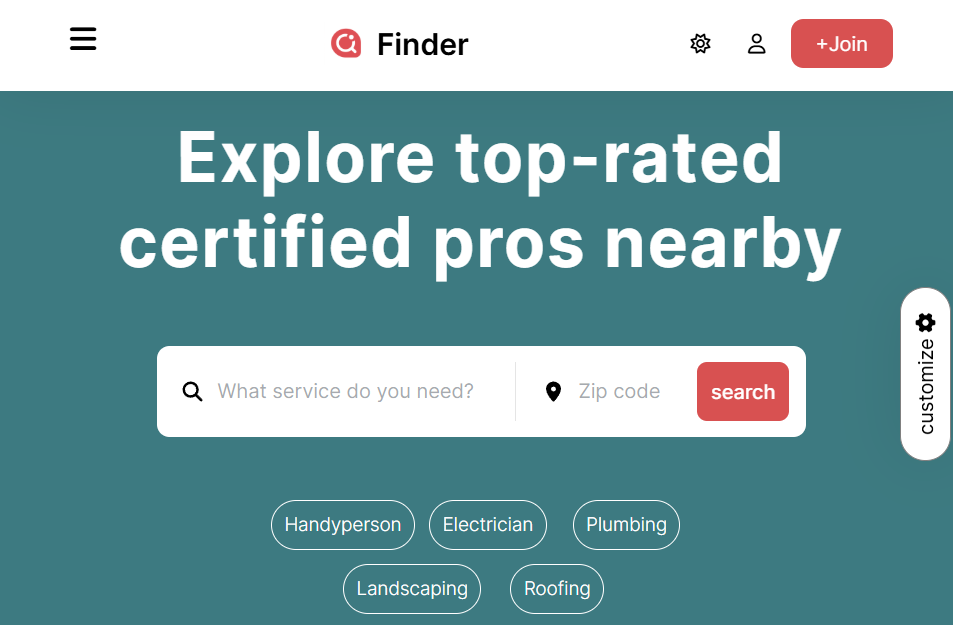 Finder
+Join
Explore top-rated
certified pros nearby
What service do you need?
Zip code
search
customize
Handyperson
Electrician
Plumbing
Landscaping
Roofing